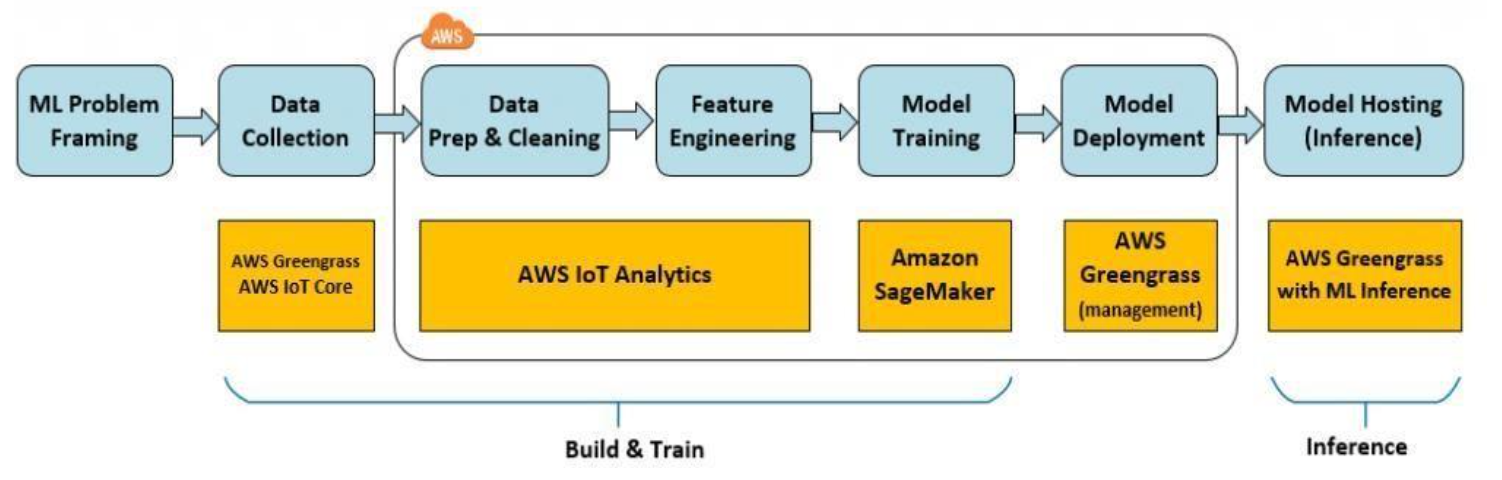 AWS
ML Problem
Framing
Data
Collection
Data
Prep & Cleaning
Feature
Engineering
Model
Training
Model
Deployment
Model Hosting
(Inference)
AWS Greengrass
AWS IoT Core
AWS IoT Analytics
Amazon
SageMaker
AWS
Greengrass
(management)
AWS Greengrass
with ML Inference
Build & Train
Inference